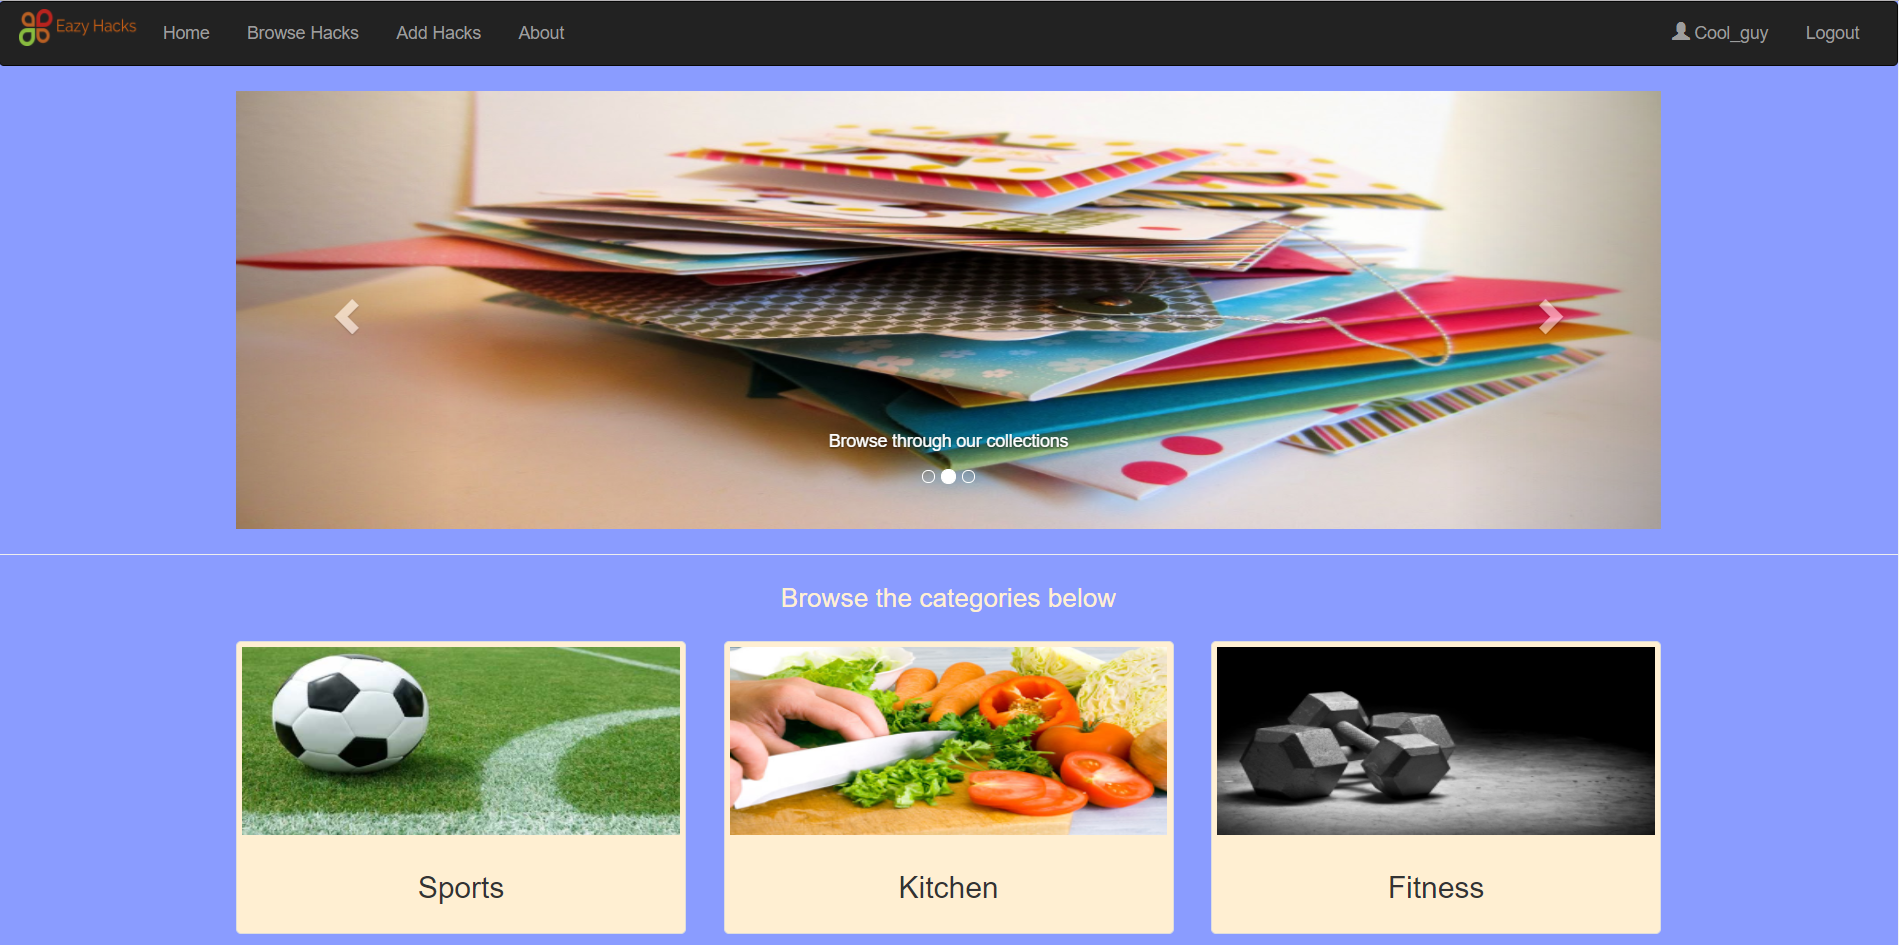 Eazy Hacks Home Browse Hacks Add Hacks About Cool_guy Logout
Browse through our collections
Browse the categories below
Sports Kitchen Fitness